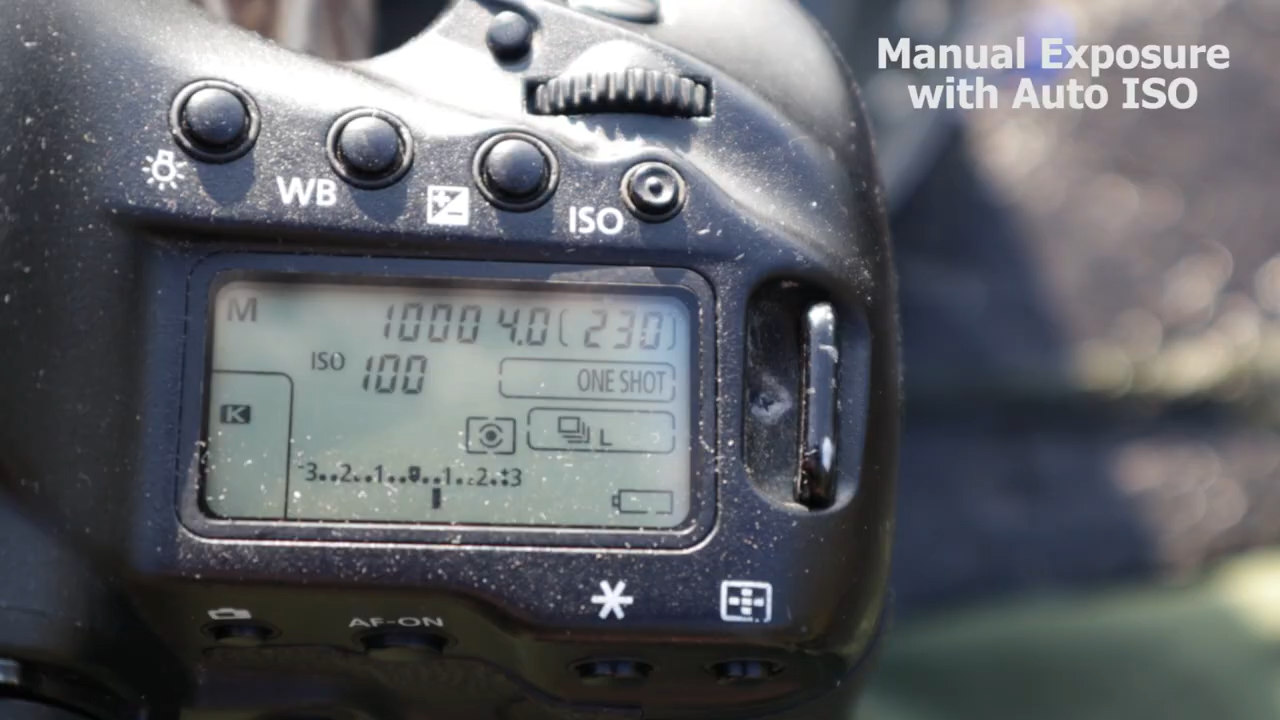 Manual Exposure
with Auto ISO
WB
ISO
M
1000 4.0 ( 230)
ISO 100
ONE SHOT
K
L
-3..2..1..0..1..2..+3
AF-ON